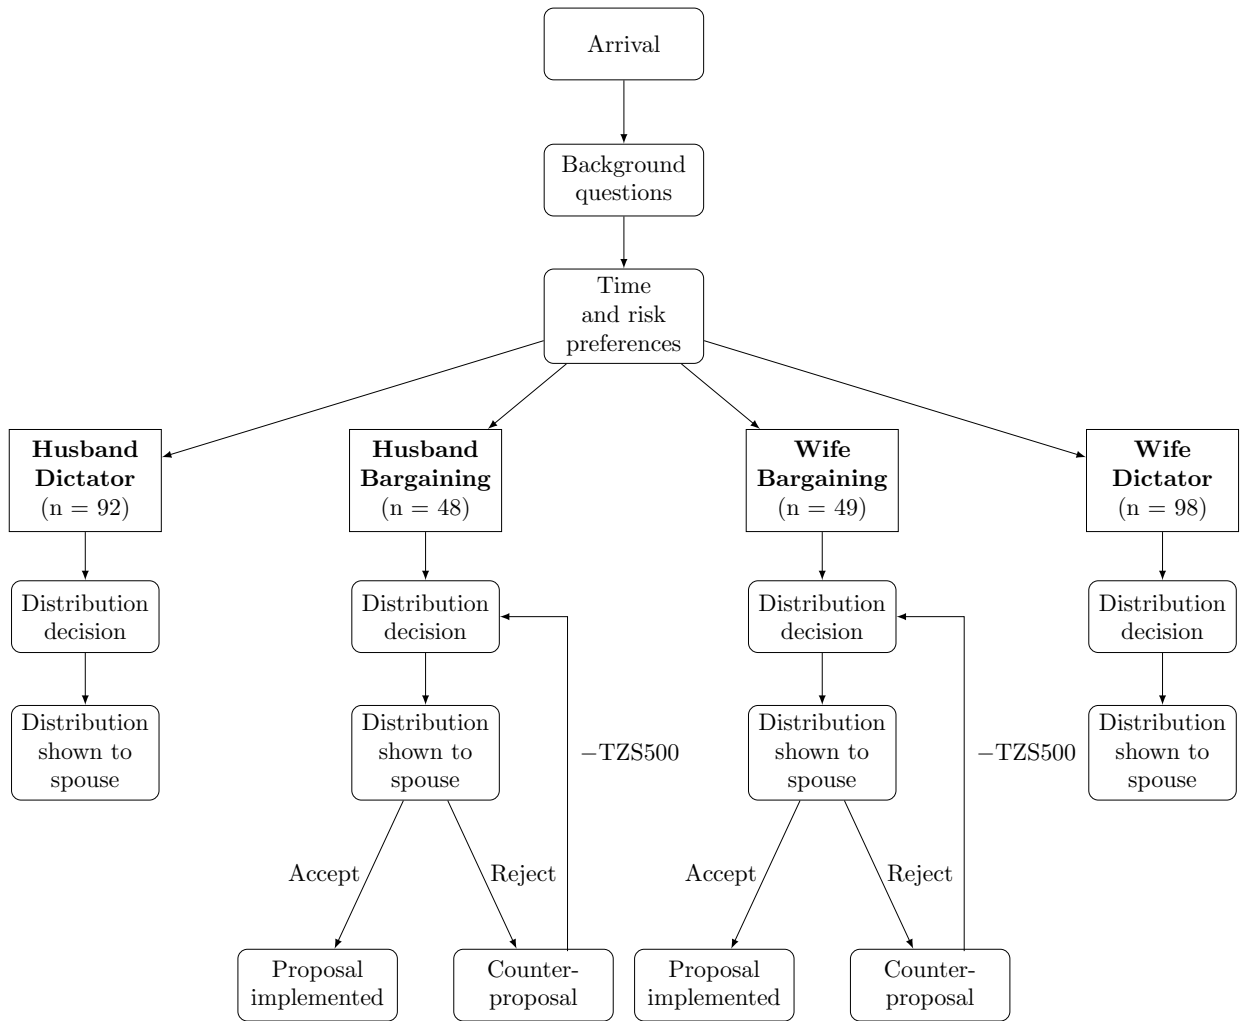 Arrival
Background
questions
Time
and risk
preferences
Husband
Dictator
(n = 92)
Husband
Bargaining
(n = 48)
Wife
Bargaining
(n = 49)
Wife
Dictator
(n = 98)
Distribution
decision
Distribution
decision
Distribution
decision
Distribution
decision
Distribution
shown to
spouse
Distribution
shown to
spouse
−TZS500
Distribution
shown to
spouse
−TZS500
Distribution
shown to
spouse
Accept
Reject
Accept
Reject
Proposal
implemented
Counter-
proposal
Proposal
implemented
Counter-
proposal